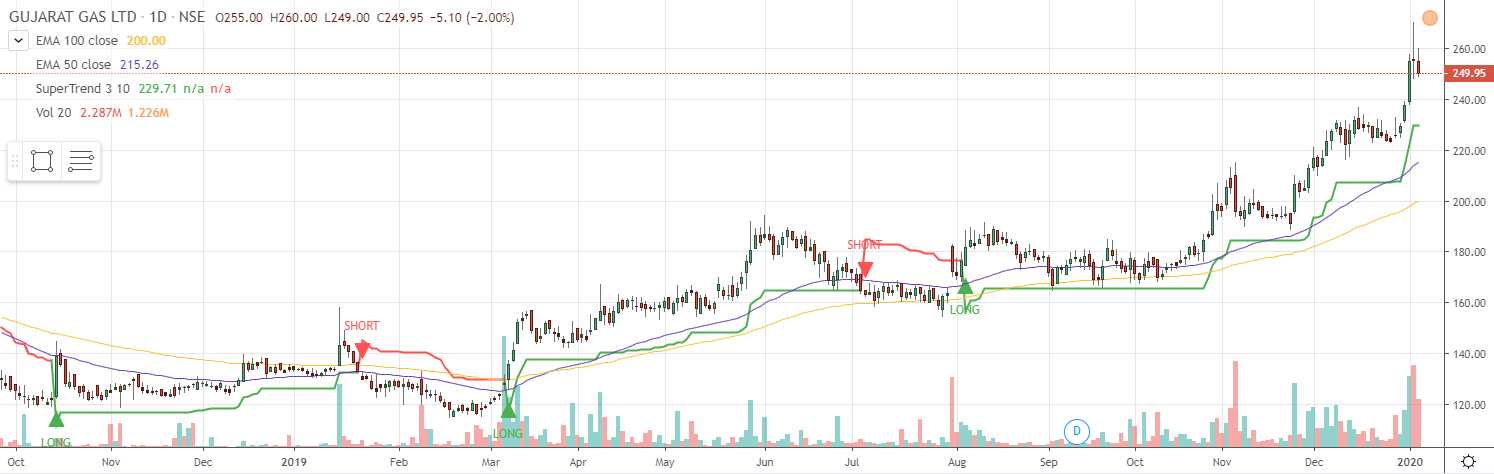 GUJARAT GAS LTD · 1D · NSE O255.00 H260.00 L249.00 C249.95 −5.10 (−2.00%)
EMA 100 close 200.00
EMA 50 close 215.26
SuperTrend 3 10 229.71 n/a n/a
Vol 20 2.287M 1.226M
260.00
249.95
240.00
220.00
200.00
180.00
160.00
140.00
120.00
SHORT
SHORT
LONG
LONG
LONG
D
Oct Nov Dec 2019 Feb Mar Apr May Jun Jul Aug Sep Oct Nov Dec 2020